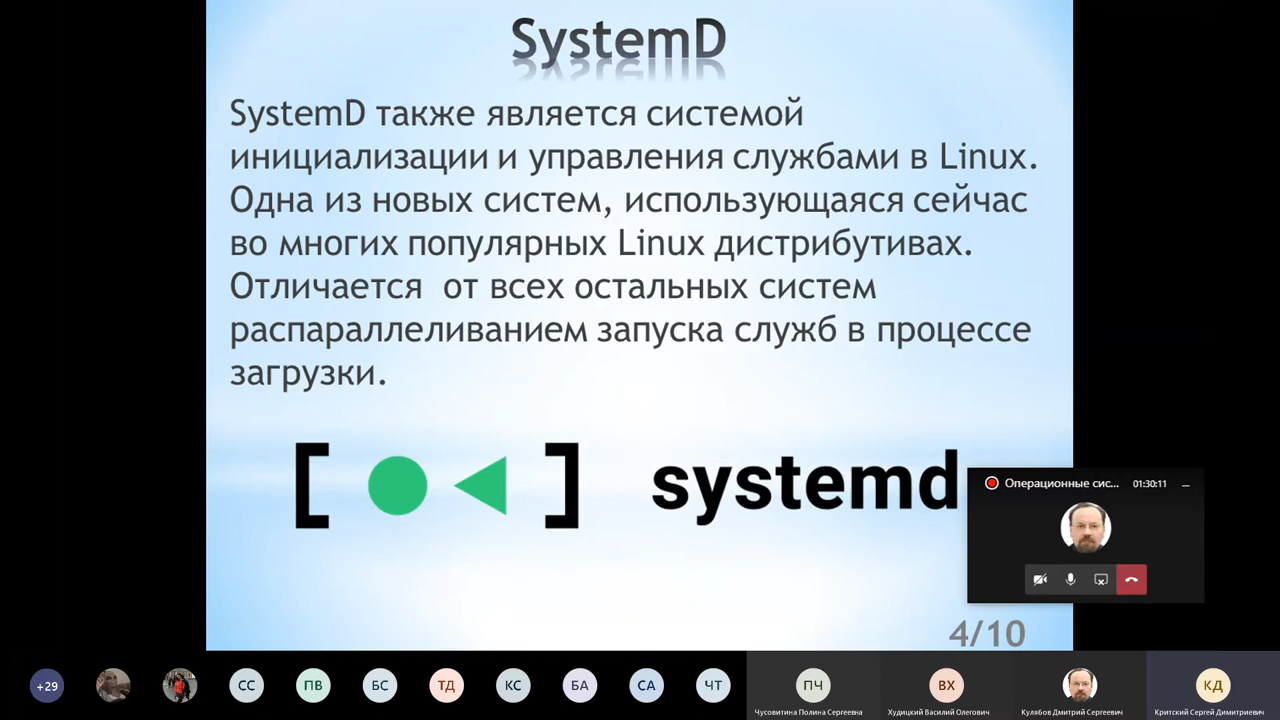 SystemD
SystemD также является системой
инициализации и управления службами в Linux.
Одна из новых систем, использующаяся сейчас
во многих популярных Linux дистрибутивах.
Отличается  от всех остальных систем
распараллеливанием запуска служб в процессе
загрузки.
systemd
Операционные сис... 01:30:11
4/10
+29 СС ПВ БС ТД КС БА СА ЧТ ПЧ ВХ КД
Чусовитина Полина Сергеевна Худицкий Василий Олегович Кулябов Дмитрий Сергеевич Критский Сергей Димитриевич